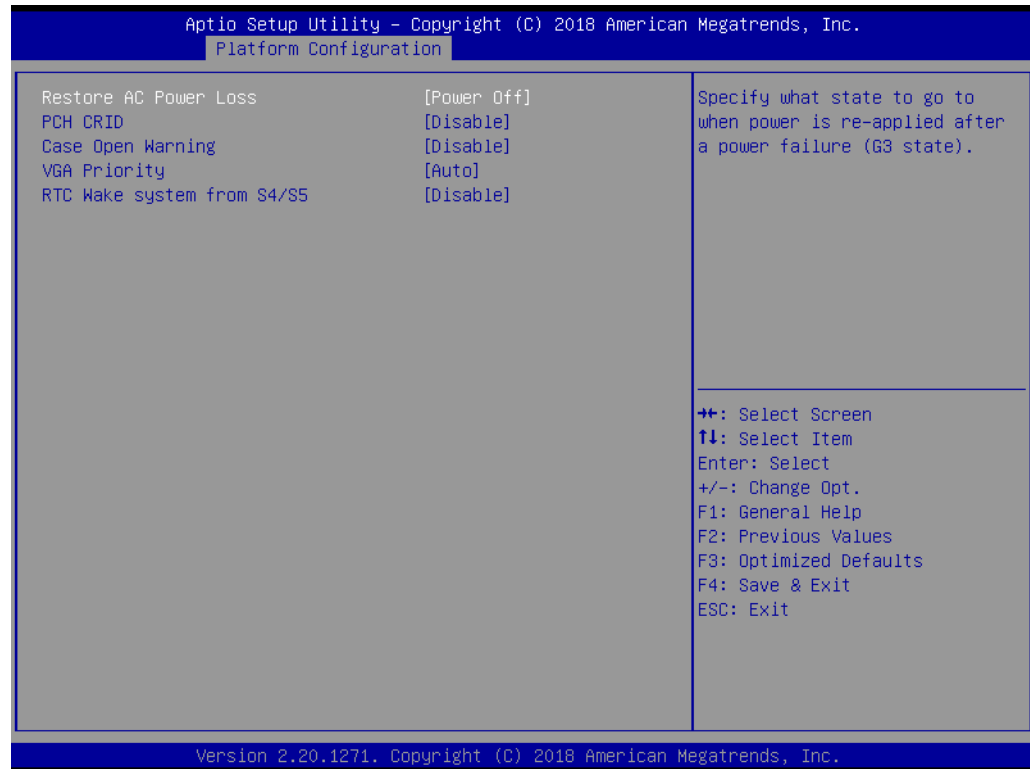 Aptio Setup Utility – Copyright (C) 2018 American Megatrends, Inc.
Platform Configuration
Restore AC Power Loss [Power Off]
PCH CRID [Disable]
Case Open Warning [Disable]
VGA Priority [Auto]
RTC Wake system from S4/S5 [Disable]
Specify what state to go to
when power is re-applied after
a power failure (G3 state).
→←: Select Screen
↑↓: Select Item
Enter: Select
+/-: Change Opt.
F1: General Help
F2: Previous Values
F3: Optimized Defaults
F4: Save & Exit
ESC: Exit
Version 2.20.1271. Copyright (C) 2018 American Megatrends, Inc.